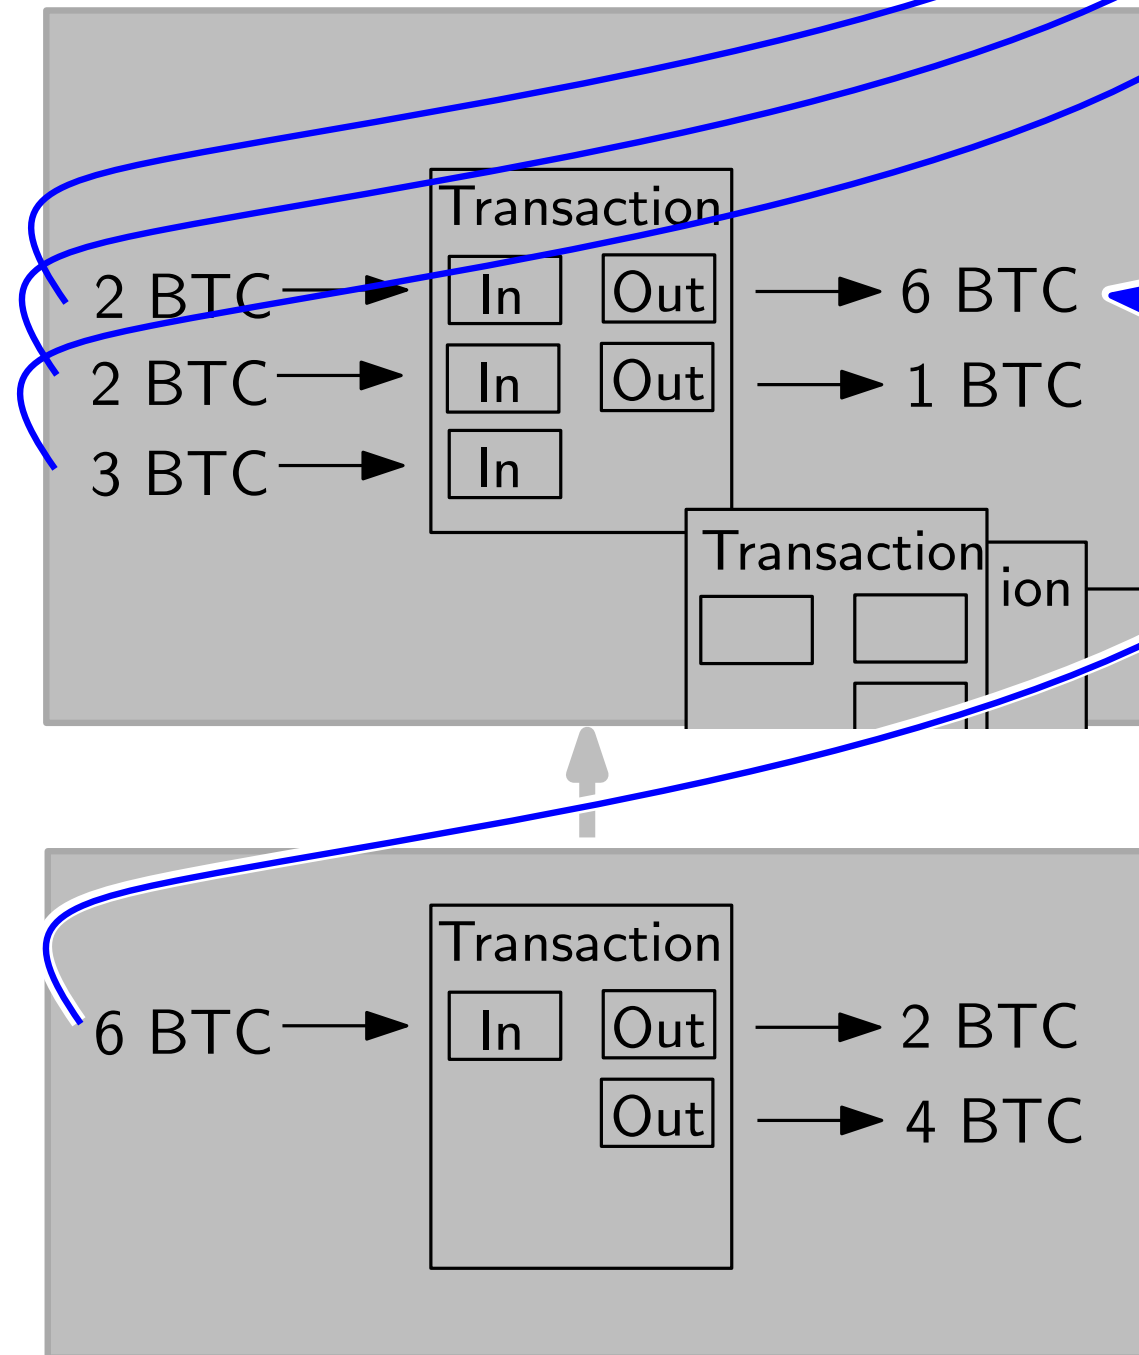 Transaction
2 BTC In Out 6 BTC
2 BTC In Out 1 BTC
3 BTC In
Transaction
ion
Transaction
6 BTC In Out 2 BTC
Out 4 BTC